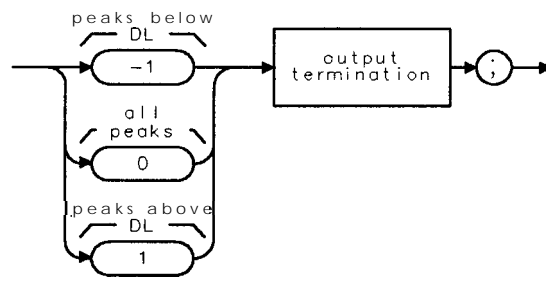 peaks below
DL
-1
output
termination
;
all
peaks
0
peaks above
DL
1